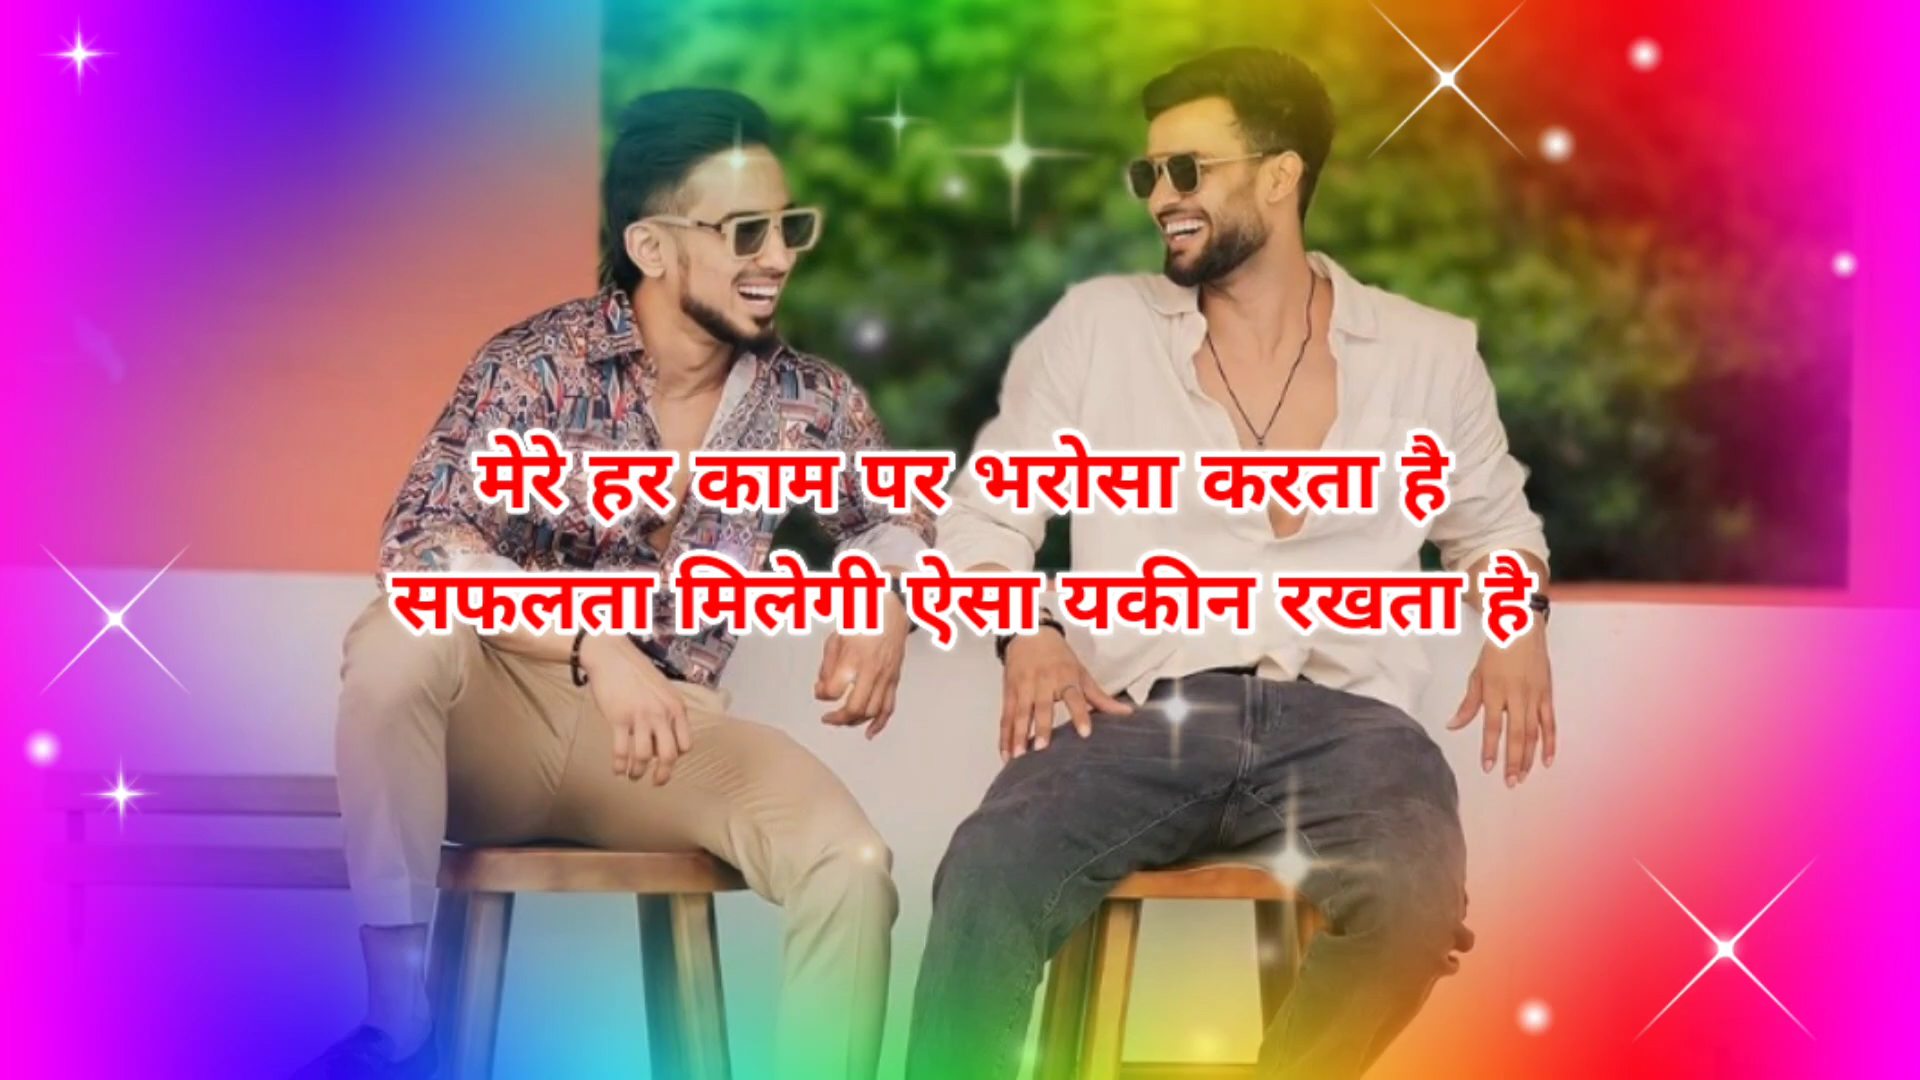 मेरे हर काम पर भरोसा करता है
सफलता मिलेगी ऐसा यकीन रखता है